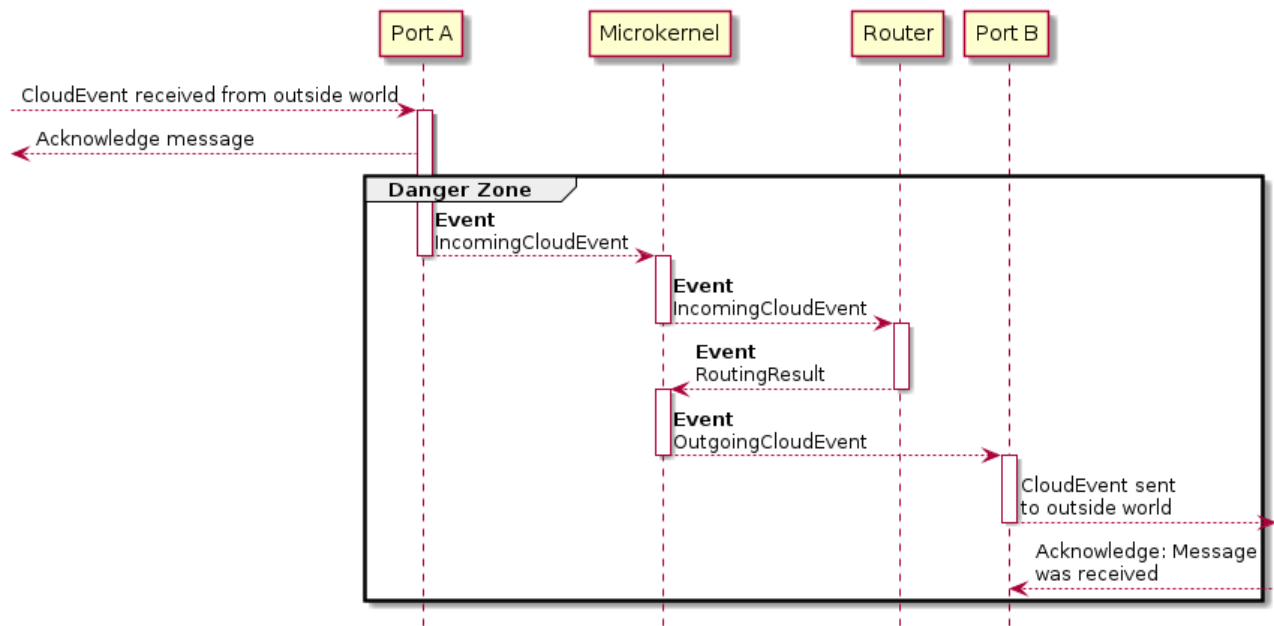 Port A
Microkernel
Router
Port B
CloudEvent received from outside world
Acknowledge message
Danger Zone
Event
IncomingCloudEvent
Event
IncomingCloudEvent
Event
RoutingResult
Event
OutgoingCloudEvent
CloudEvent sent
to outside world
Acknowledge: Message
was received